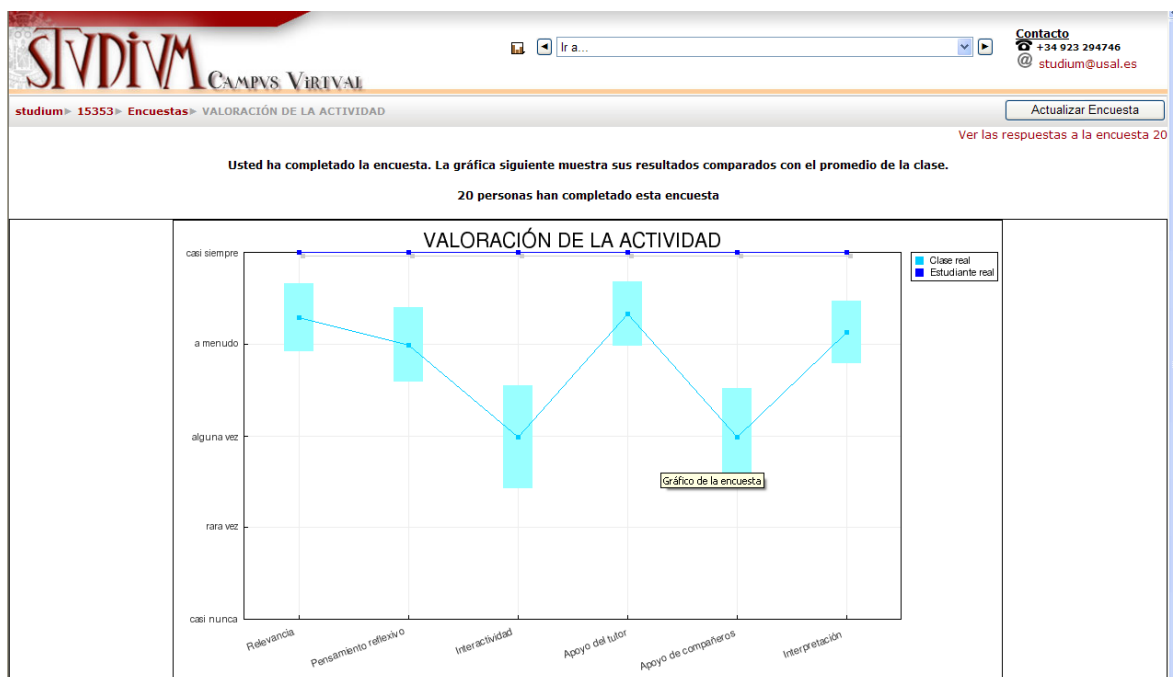 STVDIVM CAMPVS VIRTVAL
Ir a...
Contacto
+34 923 294746
@ studium@usal.es
studium► 15353► Encuestas► VALORACIÓN DE LA ACTIVIDAD
Actualizar Encuesta
Ver las respuestas a la encuesta 20
Usted ha completado la encuesta. La gráfica siguiente muestra sus resultados comparados con el promedio de la clase.
20 personas han completado esta encuesta
VALORACIÓN DE LA ACTIVIDAD
casi siempre
a menudo
alguna vez
rara vez
casi nunca
Clase real
Estudiante real
Gráfico de la encuesta
Relevancia
Pensamiento reflexivo
Interactividad
Apoyo del tutor
Apoyo de compañeros
Interpretación